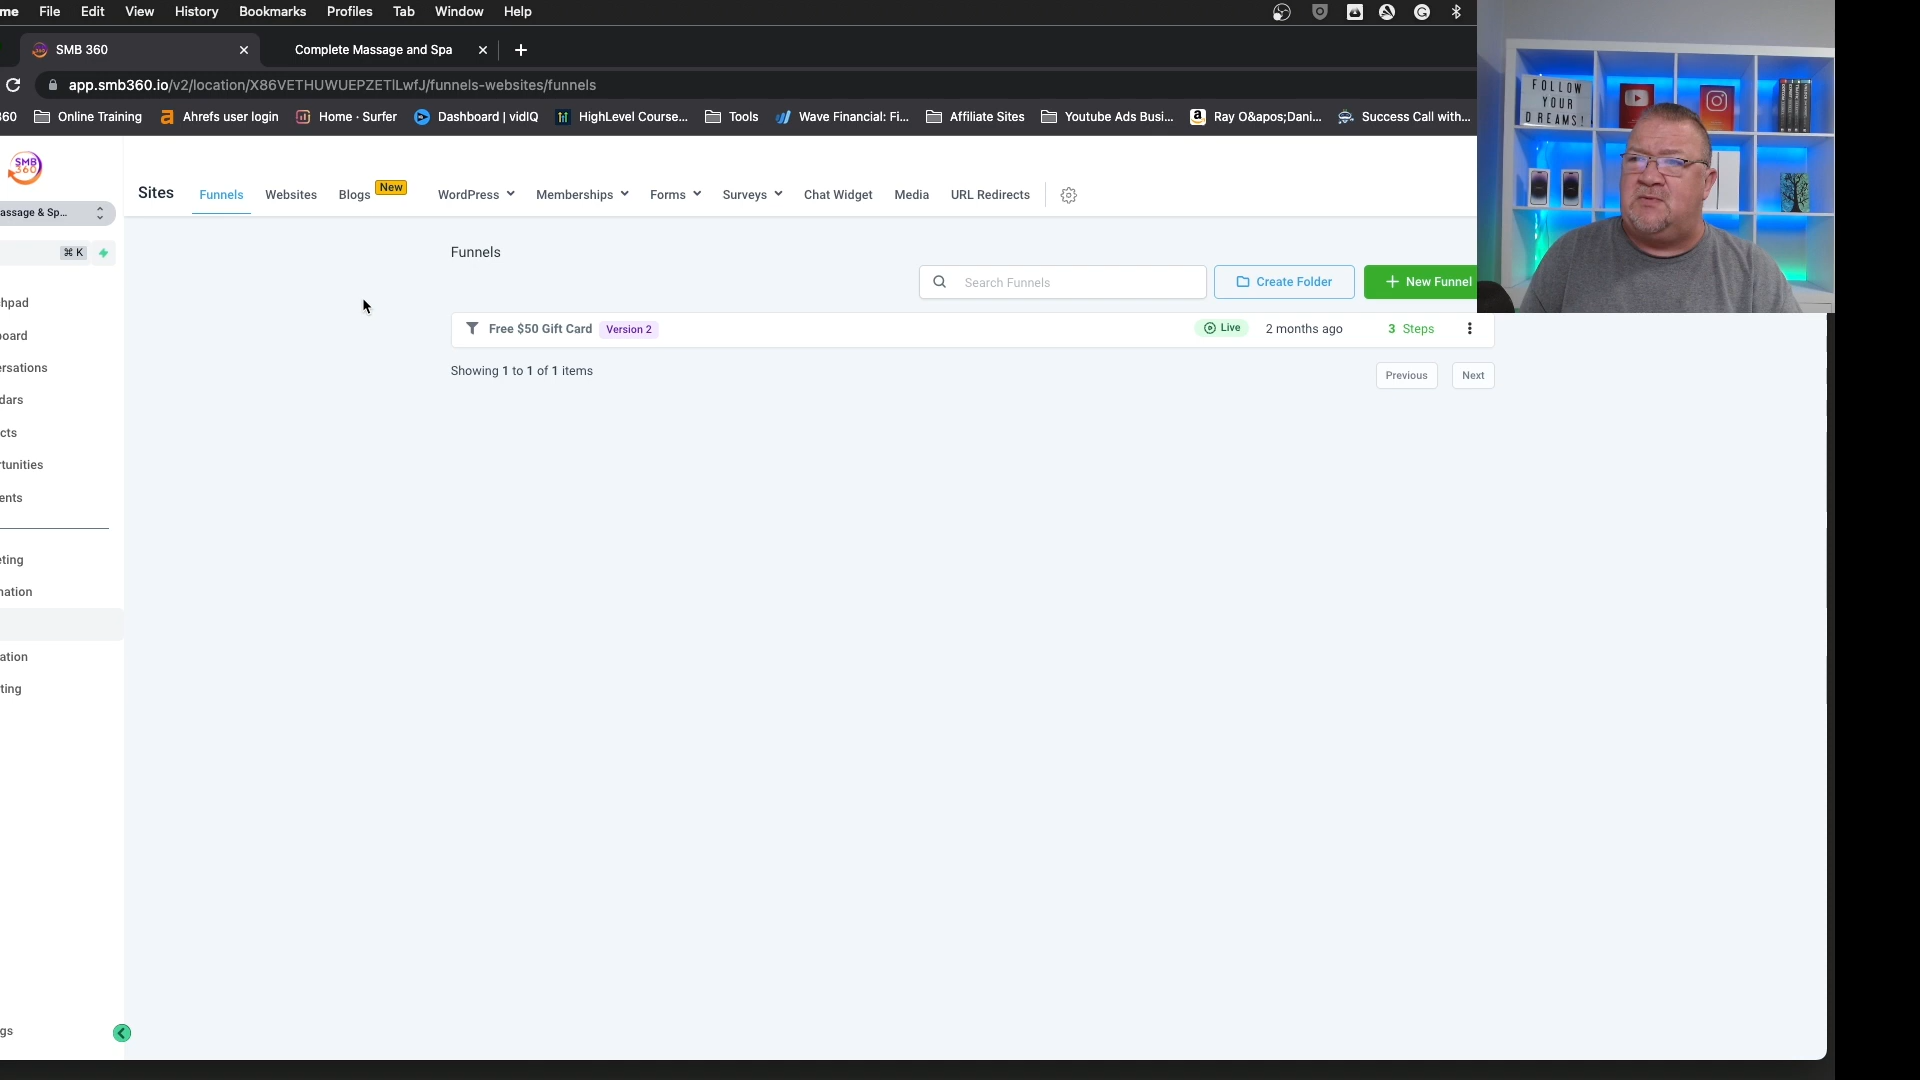 me File Edit View History Bookmarks Profiles Tab Window Help
SMB 360 Complete Massage and Spa
app.smb360.io/v2/location/X86VETHUWUEPZETlLwfJ/funnels-websites/funnels
360 Online Training Ahrefs user login Home · Surfer Dashboard | vidIQ HighLevel Course... Tools Wave Financial: Fi... Affiliate Sites Youtube Ads Busi... Ray O&apos;Dani... Success Call with...
FOLLOW
YOUR
DREAMS!
SMB
360
Sites Funnels Websites Blogs New WordPress Memberships Forms Surveys Chat Widget Media URL Redirects
assage & Sp...
⌘ K
Funnels
Search Funnels Create Folder + New Funnel
Free $50 Gift Card Version 2 Live 2 months ago 3 Steps
Showing 1 to 1 of 1 items Previous Next
hpad
oard
ersations
dars
cts
rtunities
ents
eting
nation
ation
ting
gs